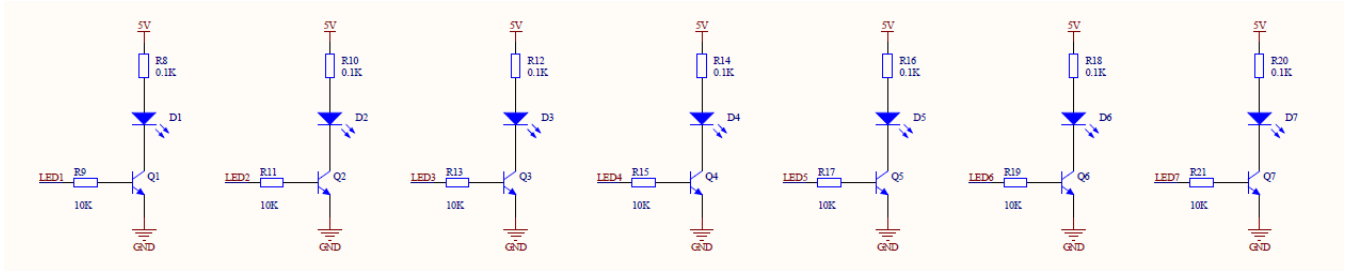 5V 5V 5V 5V 5V 5V 5V
R8 R10 R12 R14 R16 R18 R20
0.1K 0.1K 0.1K 0.1K 0.1K 0.1K 0.1K
D1 D2 D3 D4 D5 D6 D7
LED1 R9 Q1 LED2 R11 Q2 LED3 R13 Q3 LED4 R15 Q4 LED5 R17 Q5 LED6 R19 Q6 LED7 R21 Q7
10K 10K 10K 10K 10K 10K 10K
GND GND GND GND GND GND GND